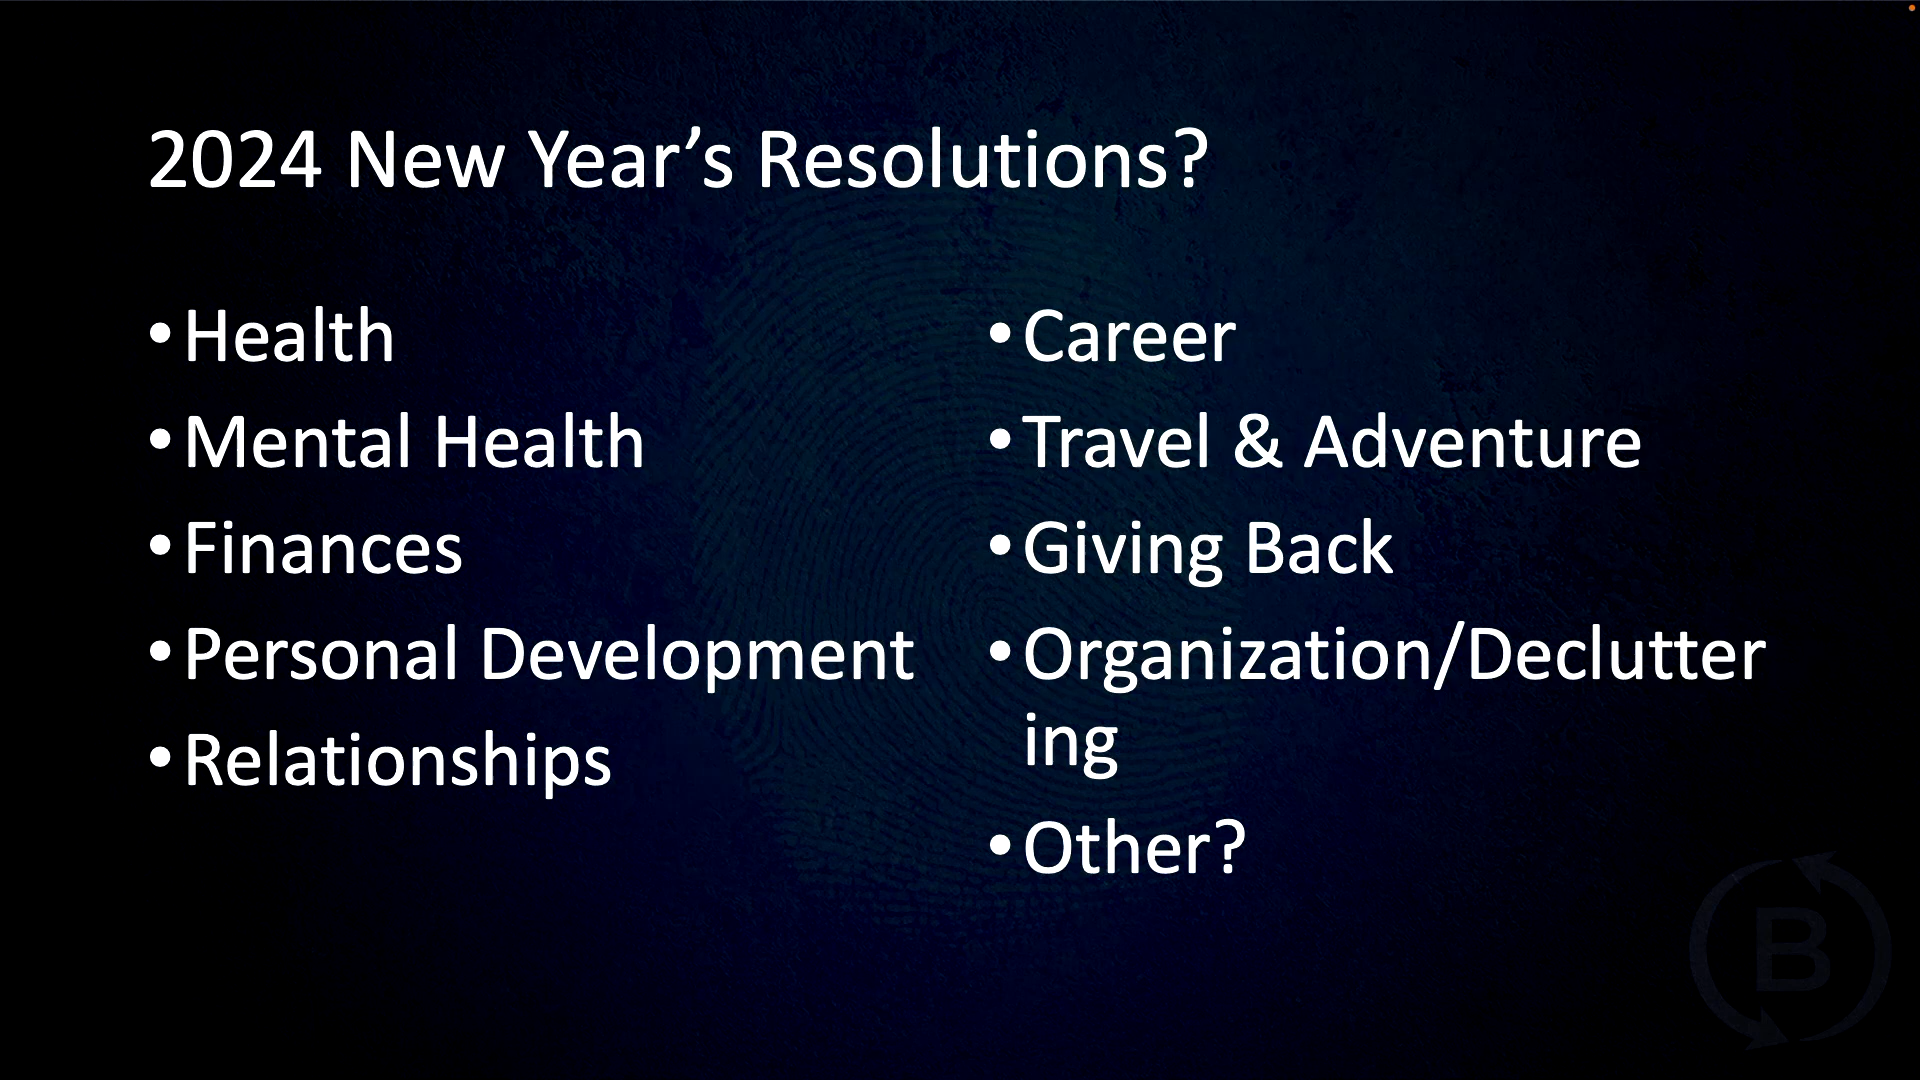 2024 New Year’s Resolutions?
•Health
•Mental Health
•Finances
•Personal Development
•Relationships
•Career
•Travel & Adventure
•Giving Back
•Organization/Declutter
ing
•Other?
B